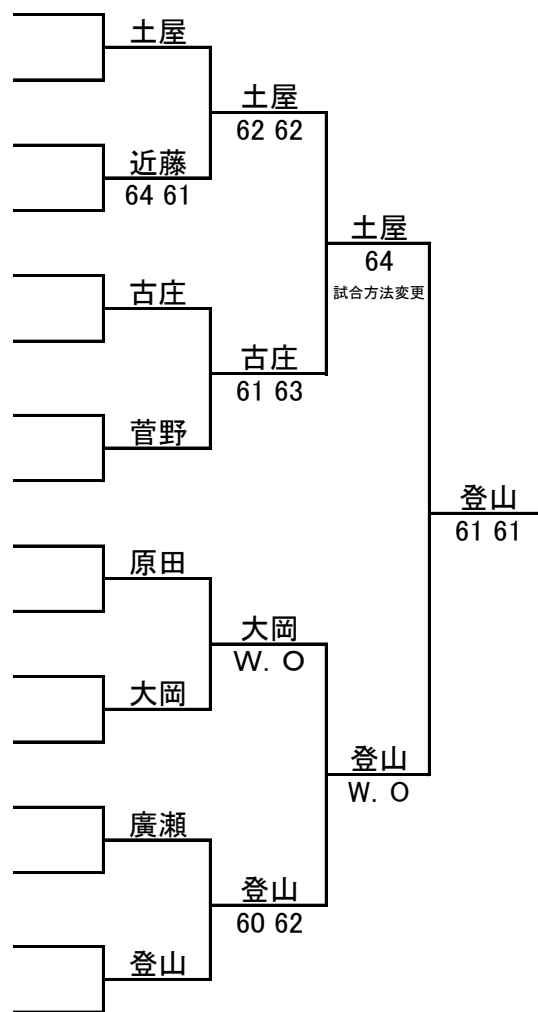 土屋
土屋
62 62
近藤
64 61
土屋
64
試合方法変更
古庄
古庄
61 63
菅野
登山
61 61
原田
大岡
Ｗ．Ｏ
大岡
登山
Ｗ．Ｏ
廣瀬
登山
60 62
登山